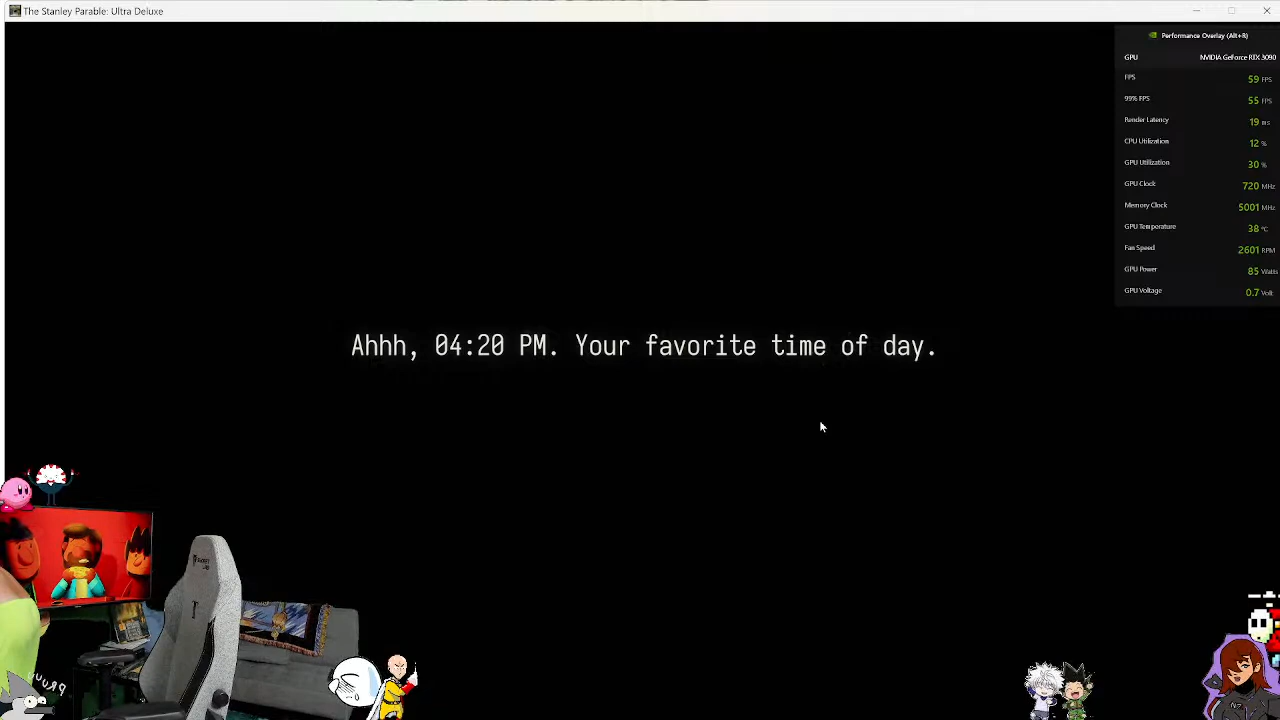 The Stanley Parable: Ultra Deluxe
Performance Overlay (Alt+R)
GPU NVIDIA GeForce RTX 3090
FPS 59 FPS
99% FPS 55 FPS
Render Latency 19 ms
CPU Utilization 12 %
GPU Utilization 30 %
GPU Clock 720 MHz
Memory Clock 5001 MHz
GPU Temperature 38 °C
Fan Speed 2601 RPM
GPU Power 85 Watts
GPU Voltage 0.7 Volt
Ahhh, 04:20 PM. Your favorite time of day.